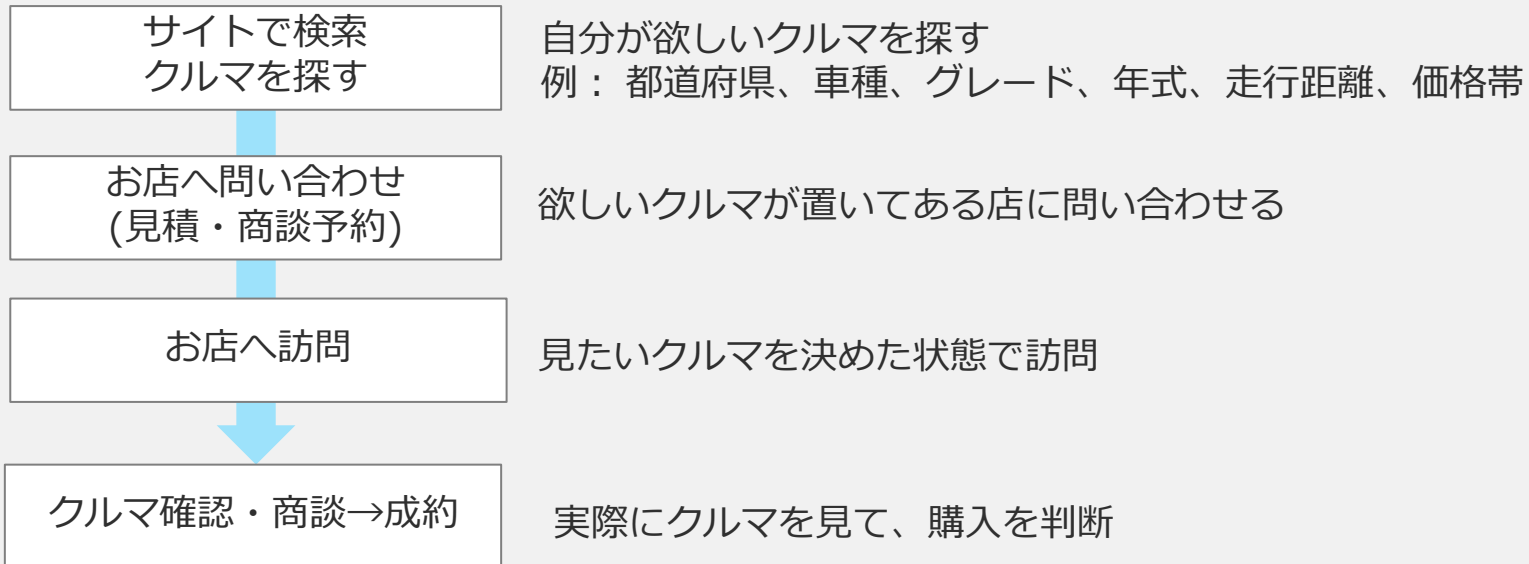 サイトで検索
クルマを探す
自分が欲しいクルマを探す
例： 都道府県、車種、グレード、年式、走行距離、価格帯
お店へ問い合わせ
(見積・商談予約)
欲しいクルマが置いてある店に問い合わせる
お店へ訪問
見たいクルマを決めた状態で訪問
クルマ確認・商談→成約
実際にクルマを見て、購入を判断